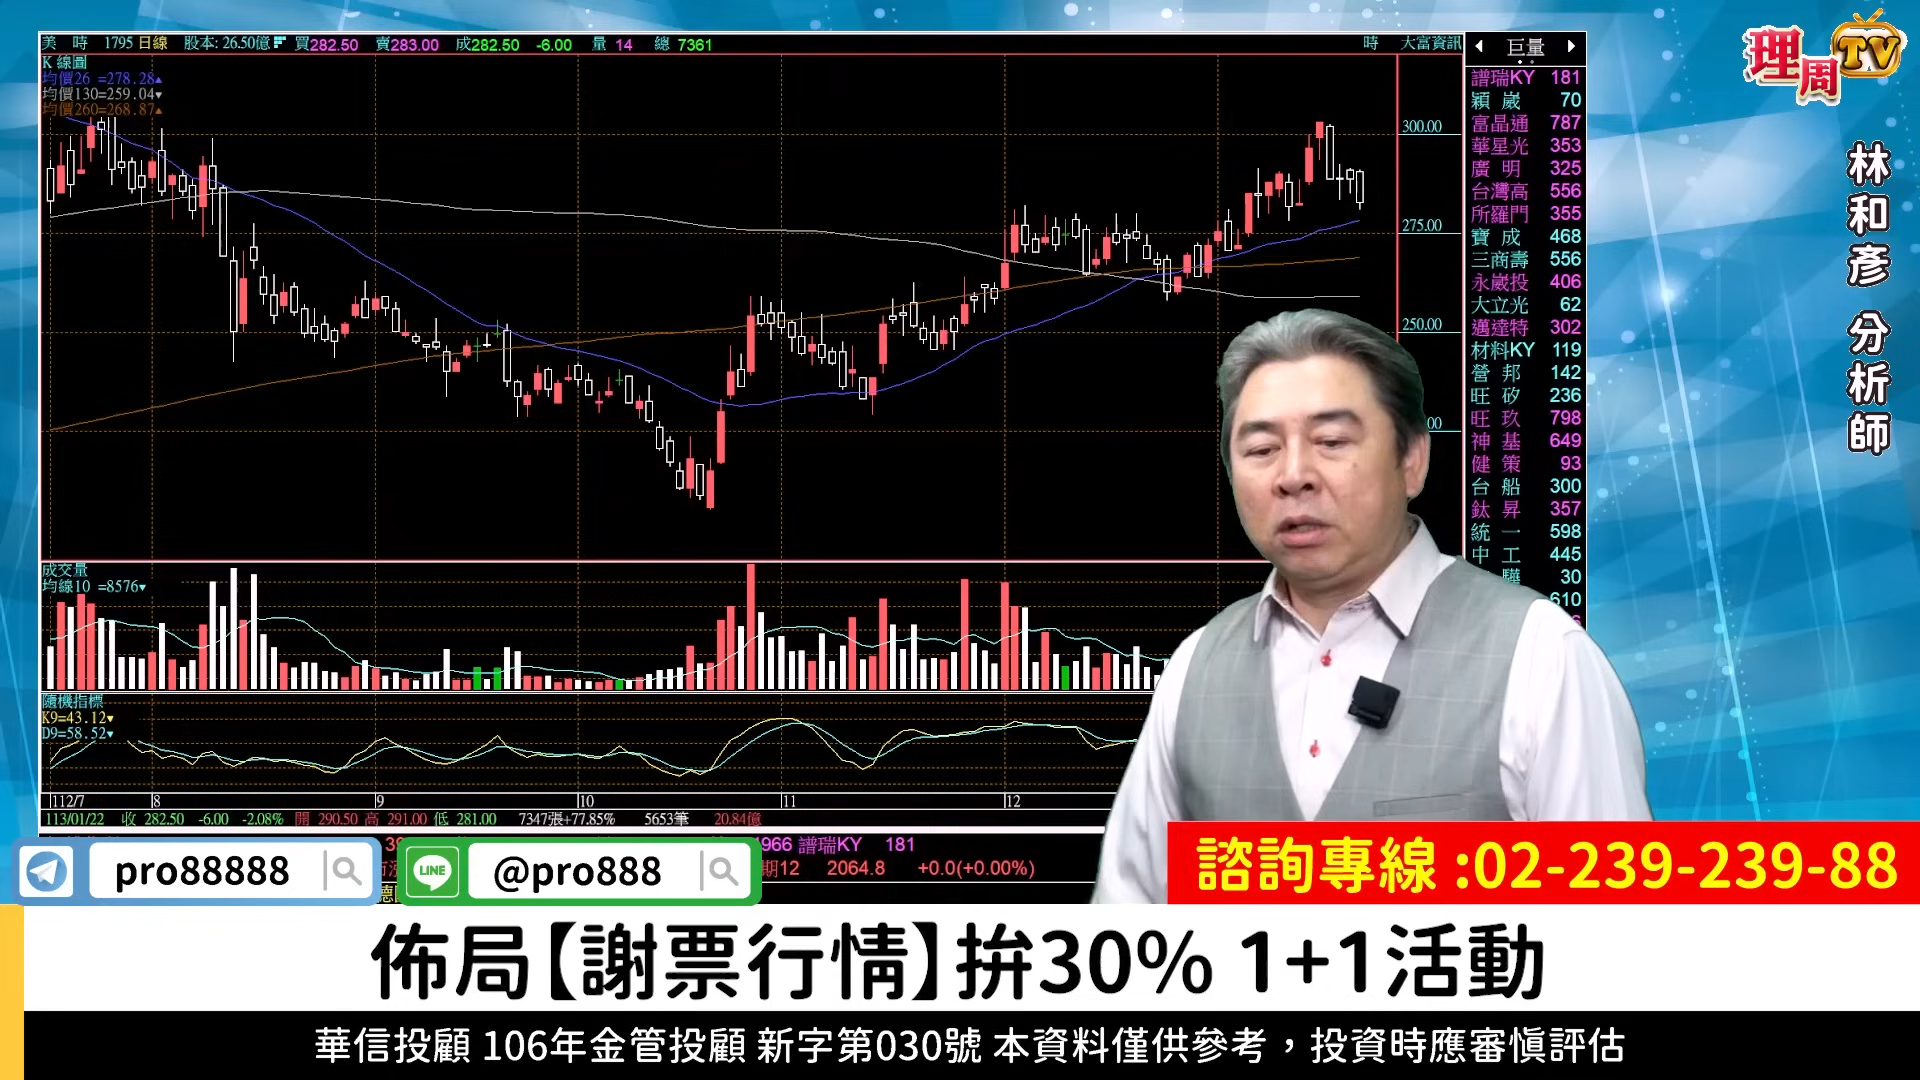 美 時 1795 日線 股本: 26.50億 買282.50 賣283.00 成282.50 -6.00 量 14 總 7361 時 大富資訊
K 線圖
均價26 =278.28▲
均價130=259.04▼
均價260=268.87▲
300.00
275.00
250.00
00
成交量
均線10 =8576▼
隨機指標
K9=43.12▼
D9=58.52▼
112/7 8 9 10 11 12
113/01/22 收 282.50 -6.00 -2.08% 開 290.50 高 291.00 低 281.00 7347張+77.85% 5653筆 20.84億
966 譜瑞KY 181
期12 2064.8 +0.0(+0.00%)
◀ 巨量 ▶
譜瑞KY 181
穎 崴 70
富晶通 787
華星光 353
廣 明 325
台灣高 556
所羅門 355
寶 成 468
三商壽 556
永崴投 406
大立光 62
邁達特 302
材料KY 119
營 邦 142
旺 矽 236
旺 玖 798
神 基 649
健 策 93
台 船 300
鈦 昇 357
統 一 598
中 工 445
驊 30
610
理周TV
林和彥 分析師
pro88888
LINE
@pro888
諮詢專線 :02-239-239-88
佈局【謝票行情】拚30% 1+1活動
華信投顧 106年金管投顧 新字第030號 本資料僅供參考，投資時應審慎評估